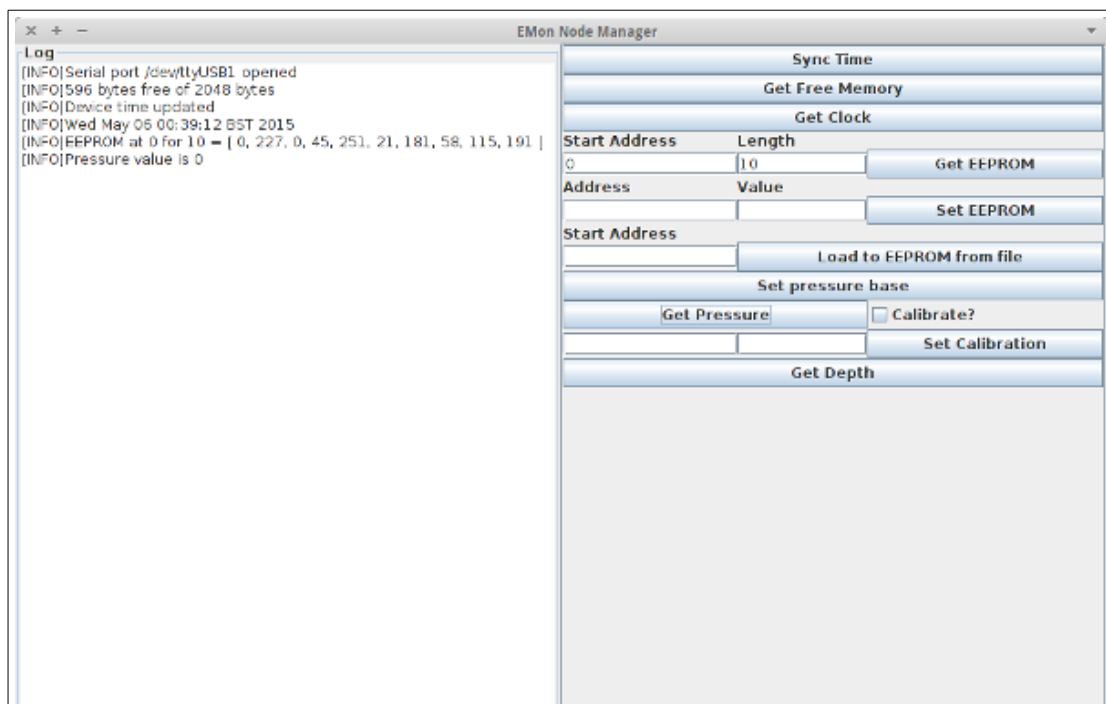 EMon Node Manager
Log
[INFO]Serial port /dev/ttyUSB1 opened
[INFO]596 bytes free of 2048 bytes
[INFO]Device time updated
[INFO]Wed May 06 00:39:12 BST 2015
[INFO]EEPROM at 0 for 10 = [ 0, 227, 0, 45, 251, 21, 181, 58, 115, 191 ]
[INFO]Pressure value is 0
Sync Time
Get Free Memory
Get Clock
Start Address Length
0 10 Get EEPROM
Address Value
Set EEPROM
Start Address
Load to EEPROM from file
Set pressure base
Get Pressure Calibrate?
Set Calibration
Get Depth